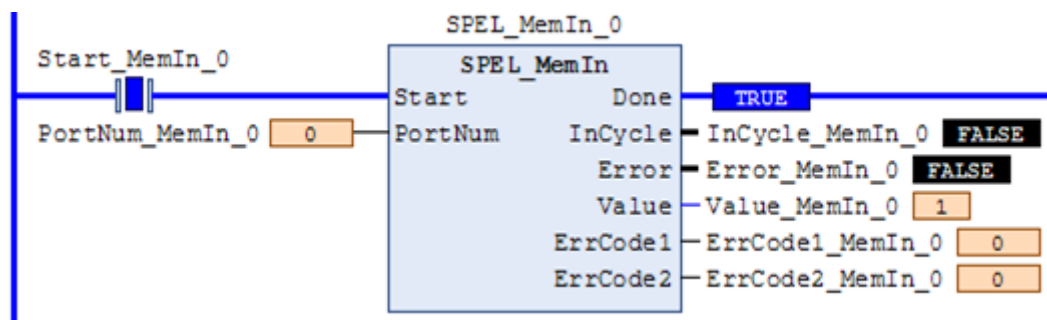 SPEL_MemIn_0
Start_MemIn_0
SPEL_MemIn
Start Done TRUE
PortNum_MemIn_0 0 PortNum InCycle InCycle_MemIn_0 FALSE
Error Error_MemIn_0 FALSE
Value Value_MemIn_0 1
ErrCode1 ErrCode1_MemIn_0 0
ErrCode2 ErrCode2_MemIn_0 0